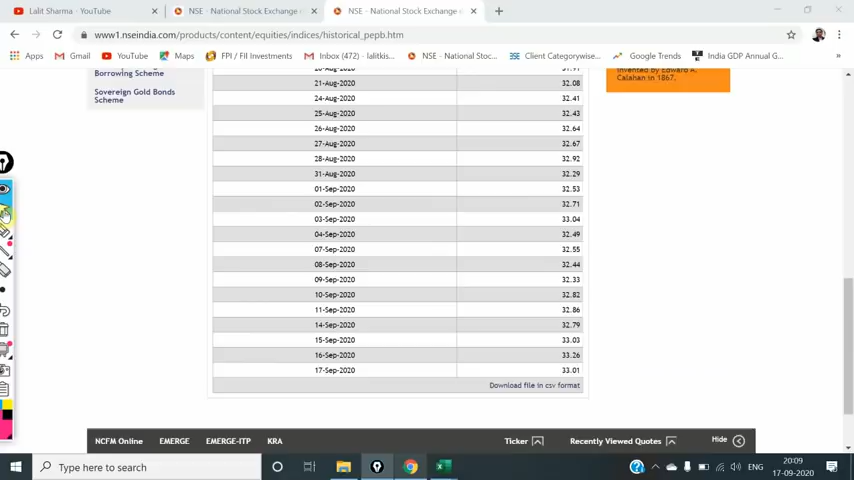 Lalit Sharma - YouTube
NSE - National Stock Exchange o
NSE - National Stock Exchange o
www1.nseindia.com/products/content/equities/indices/historical_pepb.htm
Apps
Gmail
YouTube
Maps
FPI / FII Investments
Inbox (472) - lalitkis...
NSE - National Stoc...
Client Categorywise...
Google Trends
India GDP Annual G...
Borrowing Scheme
Sovereign Gold Bonds
Scheme
invented by Edward A.
Calahan in 1867.
21-Aug-2020 32.08
24-Aug-2020 32.41
25-Aug-2020 32.43
26-Aug-2020 32.64
27-Aug-2020 32.67
28-Aug-2020 32.92
31-Aug-2020 32.29
01-Sep-2020 32.53
02-Sep-2020 32.71
03-Sep-2020 33.04
04-Sep-2020 32.49
07-Sep-2020 32.55
08-Sep-2020 32.44
09-Sep-2020 32.33
10-Sep-2020 32.82
11-Sep-2020 32.86
14-Sep-2020 32.79
15-Sep-2020 33.03
16-Sep-2020 33.26
17-Sep-2020 33.01
Download file in csv format
NCFM Online
EMERGE
EMERGE-ITP
KRA
Ticker
Recently Viewed Quotes
Hide
Type here to search
ENG
20:09
17-09-2020